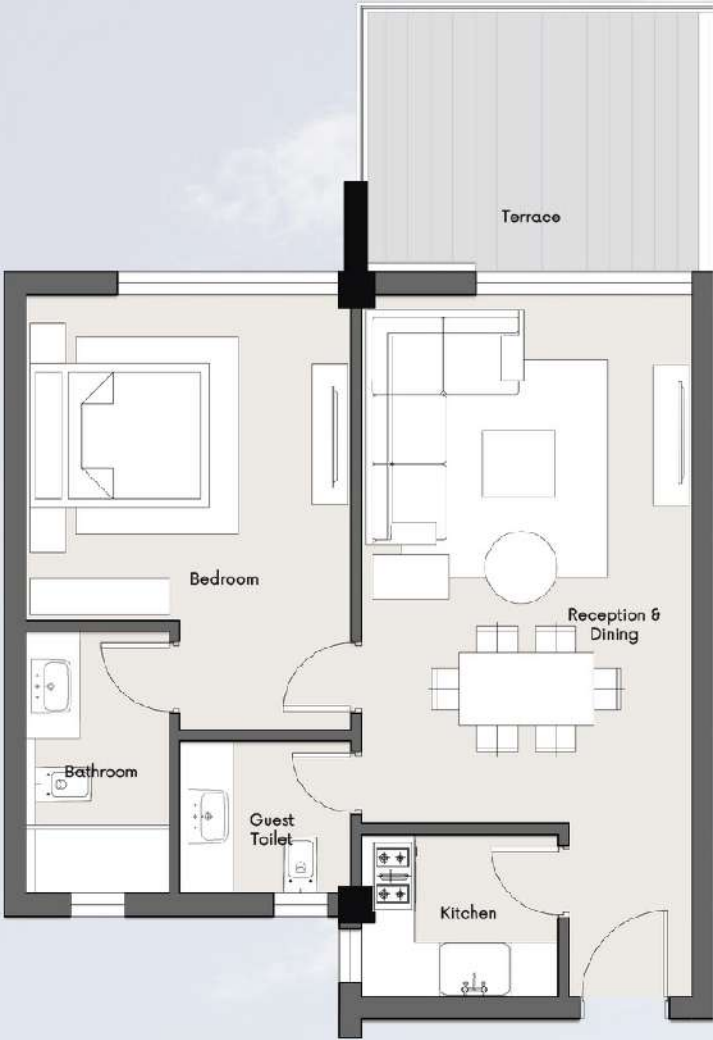 Terrace
Bedroom
Reception &
Dining
Bathroom
Guest
Toilet
Kitchen